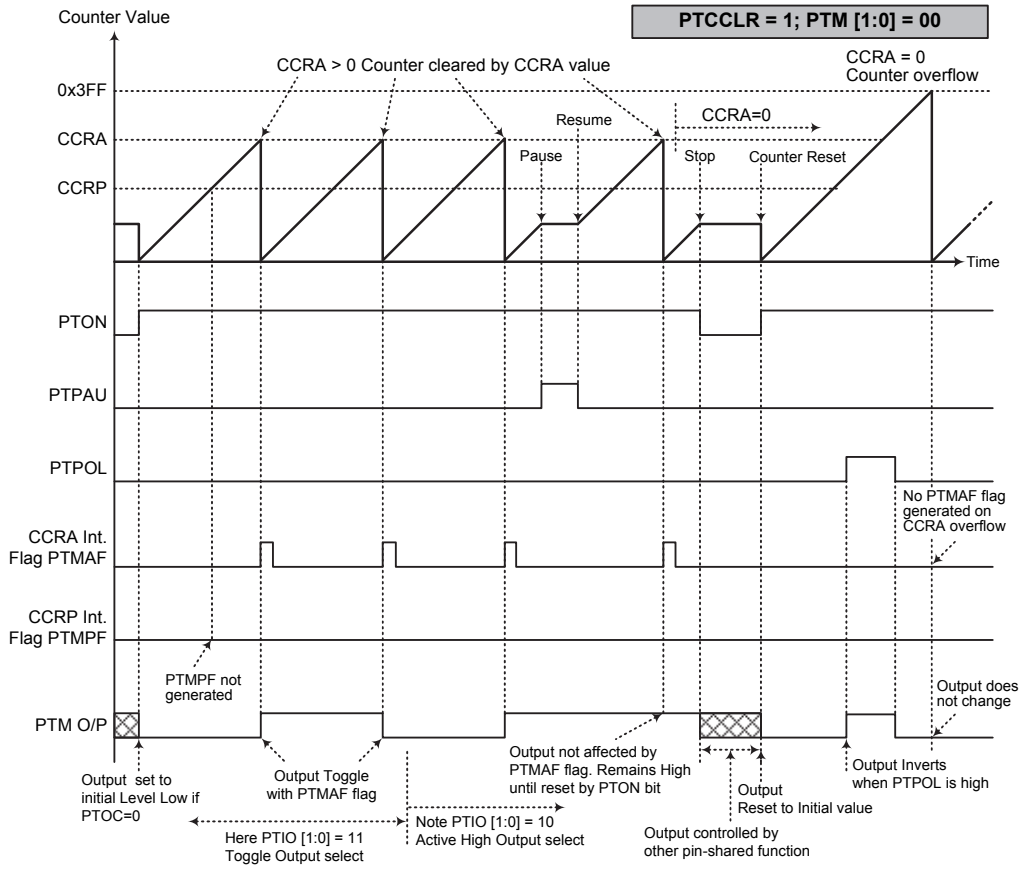 Counter Value
PTCCLR = 1; PTM [1:0] = 00
CCRA > 0 Counter cleared by CCRA value
CCRA = 0
Counter overflow
0x3FF
CCRA
CCRP
Pause
Resume
CCRA=0
Stop
Counter Reset
Time
PTON
PTPAU
PTPOL
No PTMAF flag
generated on
CCRA overflow
CCRA Int.
Flag PTMAF
CCRP Int.
Flag PTMPF
PTMPF not
generated
PTM O/P
Output does
not change
Output set to
initial Level Low if
PTOC=0
Output Toggle
with PTMAF flag
Here PTIO [1:0] = 11
Toggle Output select
Note PTIO [1:0] = 10
Active High Output select
Output not affected by
PTMAF flag. Remains High
until reset by PTON bit
Output controlled by
other pin-shared function
Output
Reset to Initial value
Output Inverts
when PTPOL is high